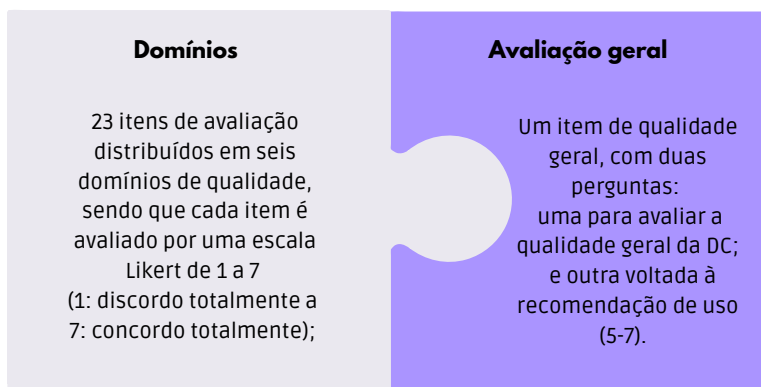 Domínios
23 itens de avaliação
distribuídos em seis
domínios de qualidade,
sendo que cada item é
avaliado por uma escala
Likert de 1 a 7
(1: discordo totalmente a
7: concordo totalmente);
Avaliação geral
Um item de qualidade
geral, com duas
perguntas:
uma para avaliar a
qualidade geral da DC;
e outra voltada à
recomendação de uso
(5-7).